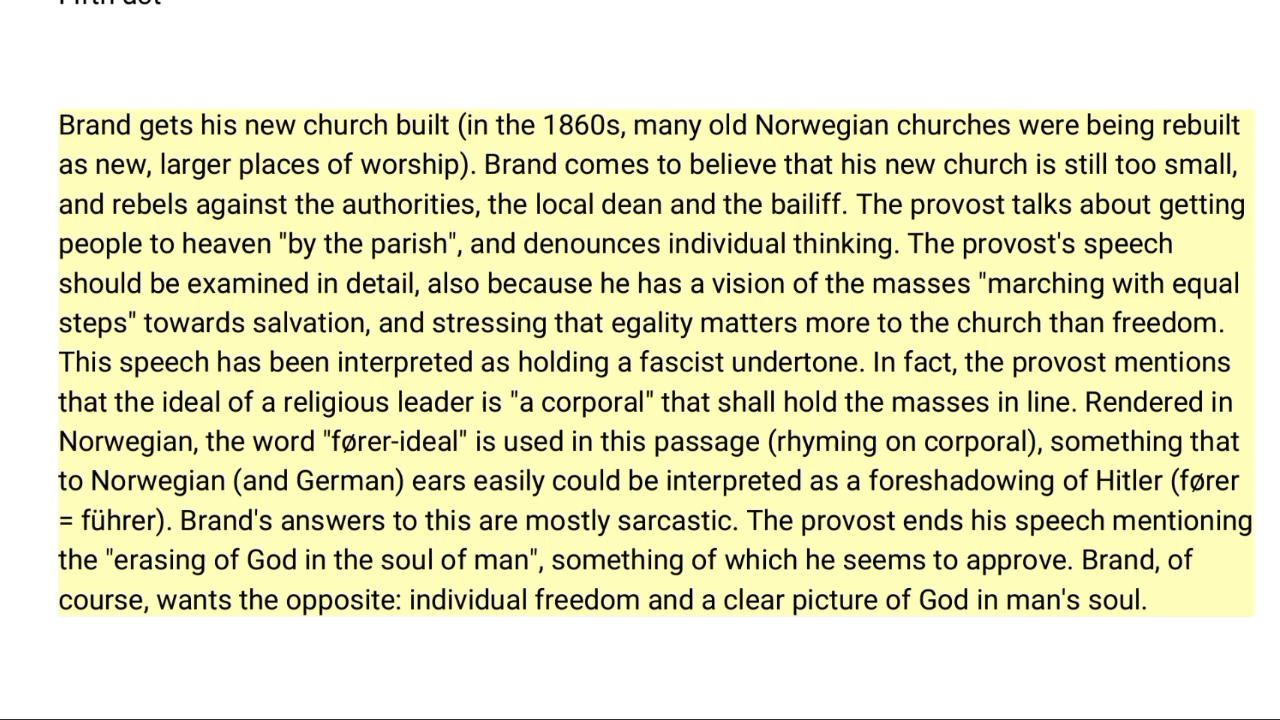 Fifth act
Brand gets his new church built (in the 1860s, many old Norwegian churches were being rebuilt
as new, larger places of worship). Brand comes to believe that his new church is still too small,
and rebels against the authorities, the local dean and the bailiff. The provost talks about getting
people to heaven "by the parish", and denounces individual thinking. The provost's speech
should be examined in detail, also because he has a vision of the masses "marching with equal
steps" towards salvation, and stressing that egality matters more to the church than freedom.
This speech has been interpreted as holding a fascist undertone. In fact, the provost mentions
that the ideal of a religious leader is "a corporal" that shall hold the masses in line. Rendered in
Norwegian, the word "fører-ideal" is used in this passage (rhyming on corporal), something that
to Norwegian (and German) ears easily could be interpreted as a foreshadowing of Hitler (fører
= führer). Brand's answers to this are mostly sarcastic. The provost ends his speech mentioning
the "erasing of God in the soul of man", something of which he seems to approve. Brand, of
course, wants the opposite: individual freedom and a clear picture of God in man's soul.